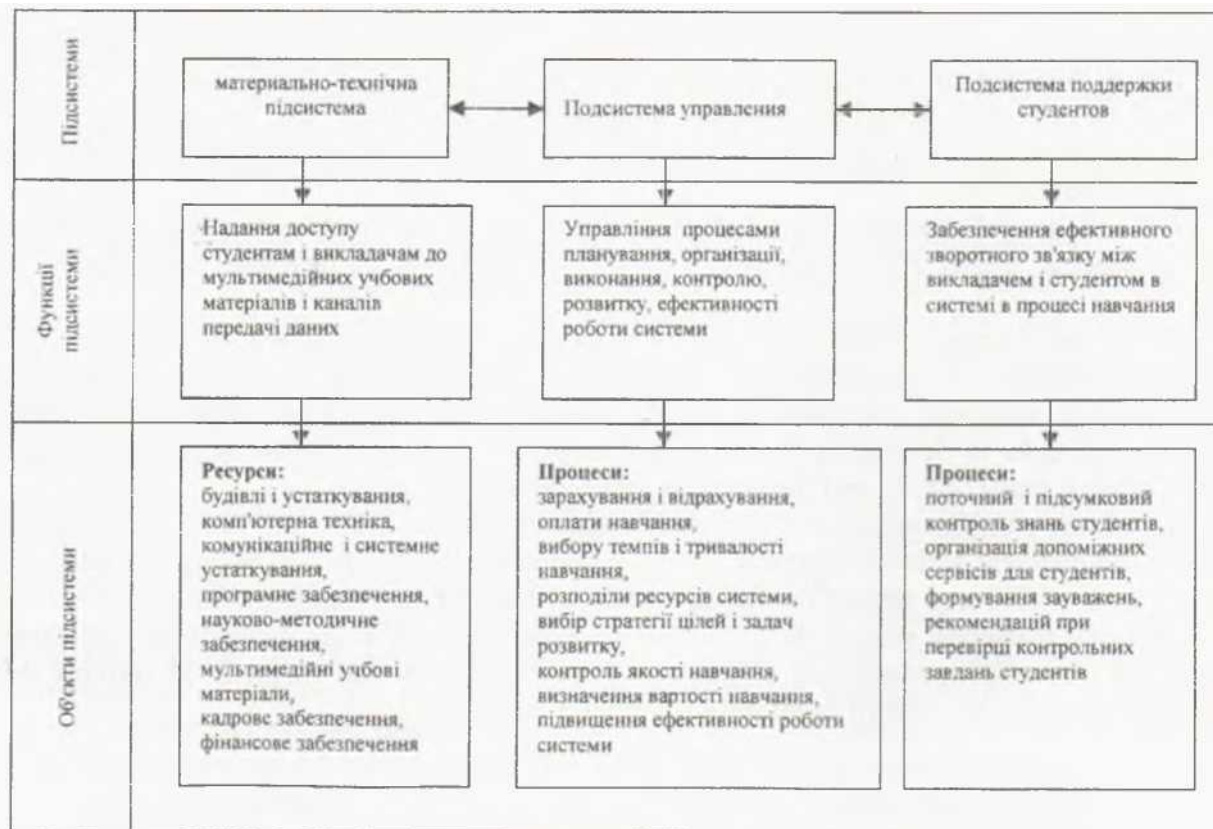 Підсистеми
материально-технічна
підсистема
Подсистема управления
Подсистема поддержки
студентов
Функції
підсистеми
Надання доступу
студентам і викладачам до
мультимедійних учбових
матеріалів і каналів
передачі даних
Управління процесами
планування, організації,
виконання, контролю,
розвитку, ефективності
роботи системи
Забезпечення ефективного
зворотного зв'язку між
викладачем і студентом в
системі в процесі навчання
Об'єкти підсистеми
Ресурси:
будівлі і устаткування,
комп'ютерна техніка,
комунікаційне і системне
устаткування,
програмне забезпечення,
науково-методичне
забезпечення,
мультимедійні учбові
матеріали,
кадрове забезпечення,
фінансове забезпечення
Процеси:
зарахування і відрахування,
оплати навчання,
вибору темпів і тривалості
навчання,
розподіли ресурсів системи,
вибір стратегії цілей і задач
розвитку,
контроль якості навчання,
визначення вартості навчання,
підвищення ефективності роботи
системи
Процеси:
поточний і підсумковий
контроль знань студентів,
організація допоміжних
сервісів для студентів,
формування зауважень,
рекомендацій при
перевірці контрольних
завдань студентів